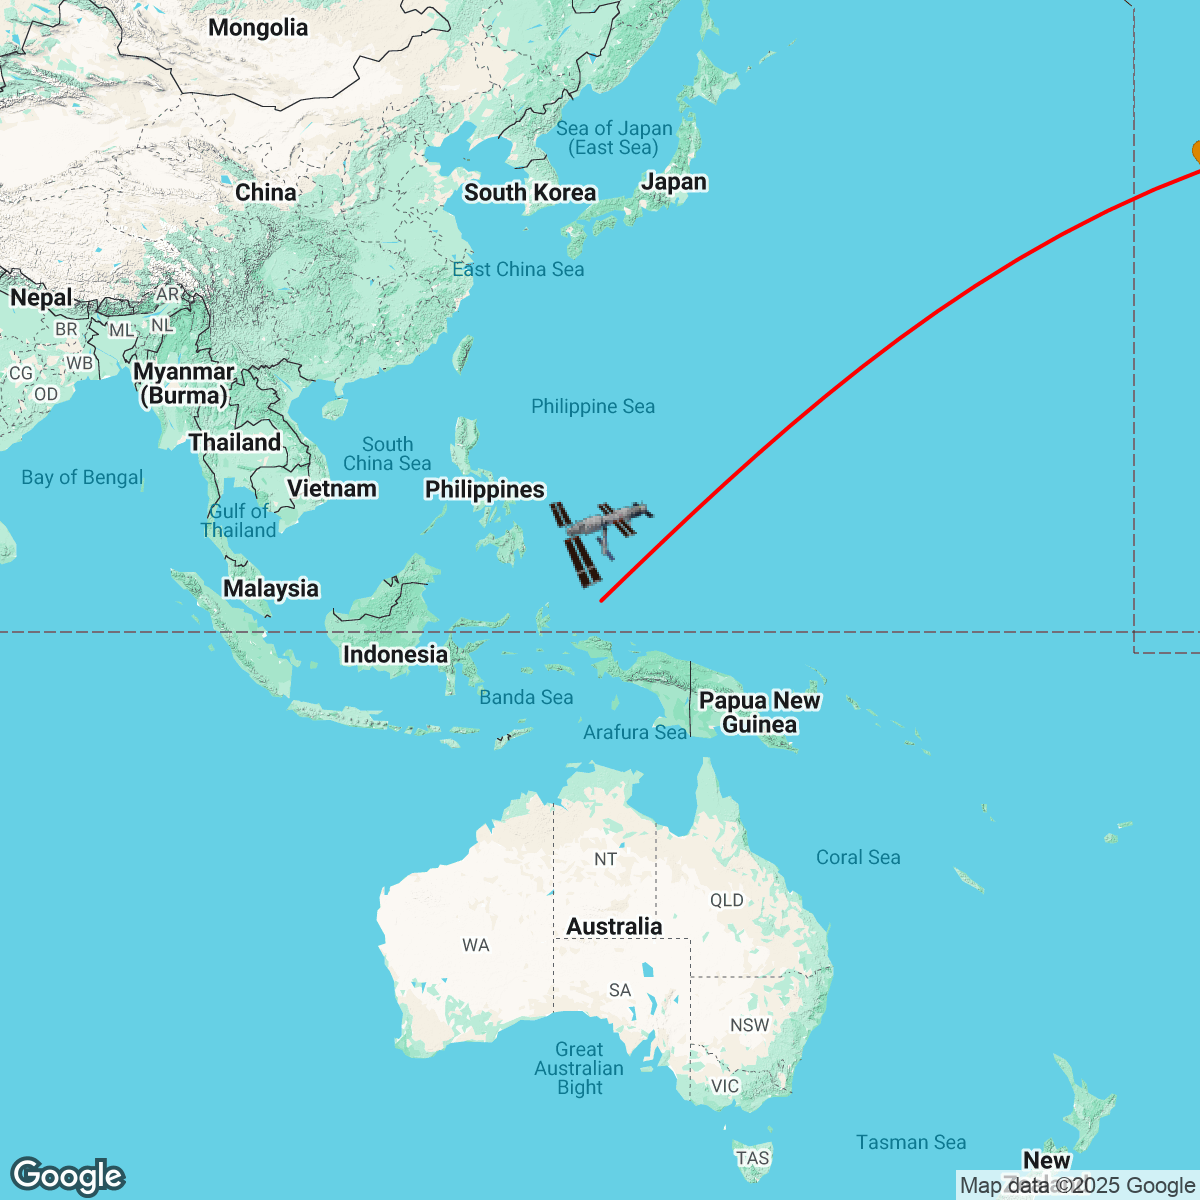 Mongolia
Sea of Japan
(East Sea)
Japan
South Korea
China
East China Sea
Nepal
AR
BR
ML
NL
WB
CG
OD
Myanmar
(Burma)
Philippine Sea
Thailand
South
China Sea
Bay of Bengal
Vietnam
Philippines
Gulf of
Thailand
Malaysia
Indonesia
Banda Sea
Papua New
Guinea
Arafura Sea
NT
Coral Sea
QLD
Australia
WA
SA
NSW
Great
Australian
Bight
VIC
Tasman Sea
TAS
New
Google
Map data ©2025 Google